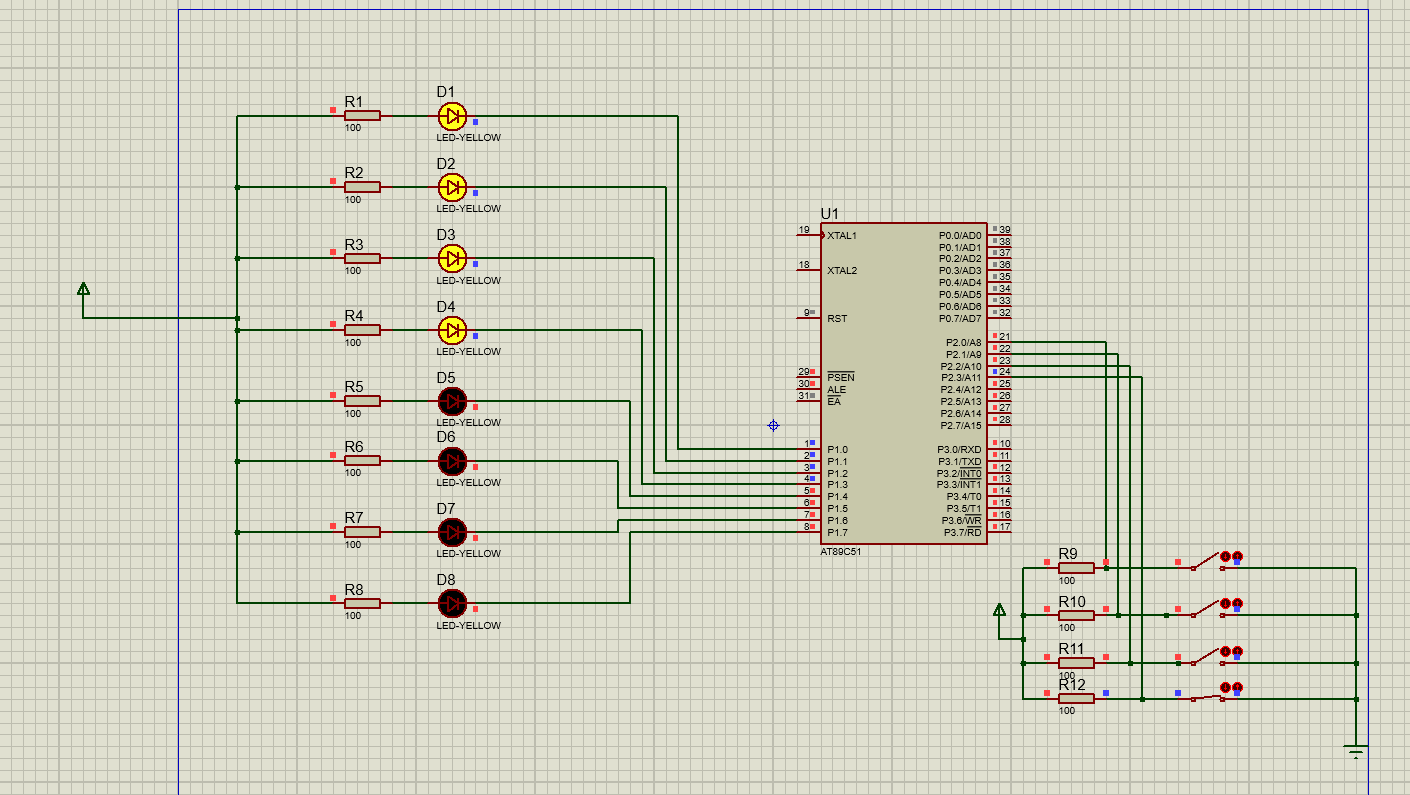 D1
R1
100
LED-YELLOW
D2
R2
100
LED-YELLOW
D3
R3
100
LED-YELLOW
D4
R4
100
LED-YELLOW
D5
R5
100
LED-YELLOW
D6
R6
100
LED-YELLOW
D7
R7
100
LED-YELLOW
D8
R8
100
LED-YELLOW
U1
19 XTAL1
18 XTAL2
9 RST
29 PSEN
30 ALE
31 EA
1 P1.0
2 P1.1
3 P1.2
4 P1.3
5 P1.4
6 P1.5
7 P1.6
8 P1.7
P0.0/AD0 39
P0.1/AD1 38
P0.2/AD2 37
P0.3/AD3 36
P0.4/AD4 35
P0.5/AD5 34
P0.6/AD6 33
P0.7/AD7 32
P2.0/A8 21
P2.1/A9 22
P2.2/A10 23
P2.3/A11 24
P2.4/A12 25
P2.5/A13 26
P2.6/A14 27
P2.7/A15 28
P3.0/RXD 10
P3.1/TXD 11
P3.2/INT0 12
P3.3/INT1 13
P3.4/T0 14
P3.5/T1 15
P3.6/WR 16
P3.7/RD 17
AT89C51
R9
100
R10
100
R11
100
R12
100